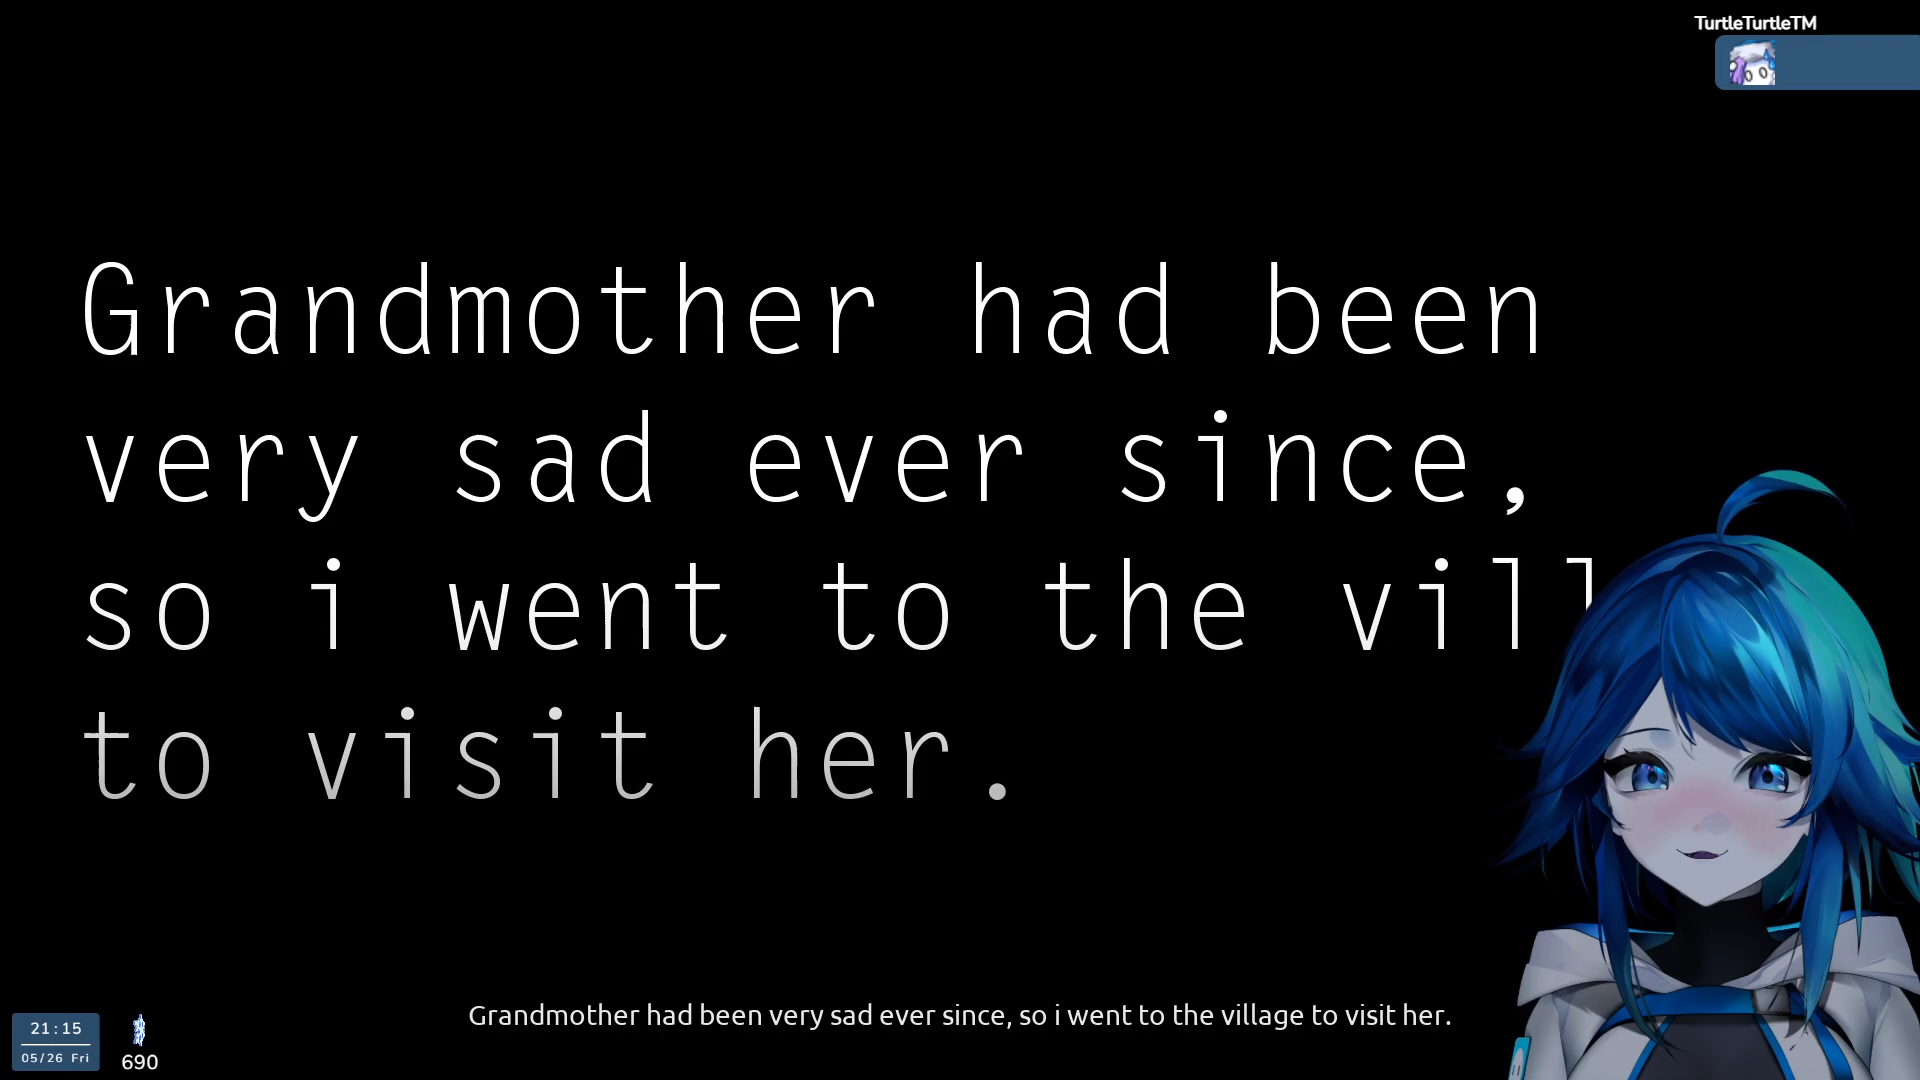 TurtleTurtleTM
Grandmother had been
very sad ever since,
so i went to the vill
to visit her.
Grandmother had been very sad ever since, so i went to the village to visit her.
21:15
05/26 Fri
690